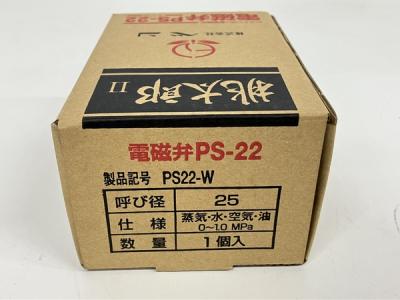 電磁弁PS-22
株式会社 ベン
桃太郎 II
電磁弁PS-22
製品記号 PS22-W
呼び径 25
仕様 蒸気・水・空気・油
0～1.0 MPa
数量 1個入